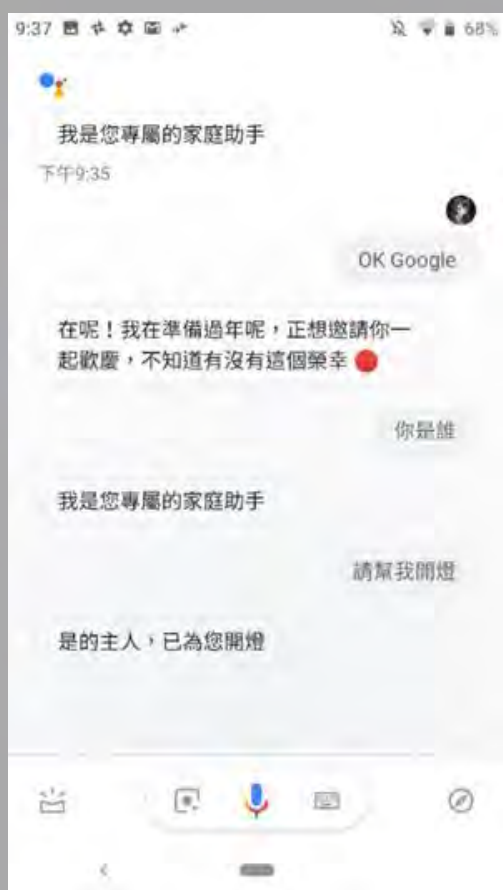 9:37
68%
我是您專屬的家庭助手
下午9:35
OK Google
在呢！我在準備過年呢，正想邀請你一
起歡慶，不知道有沒有這個榮幸
你是誰
我是您專屬的家庭助手
請幫我開燈
是的主人，已為您開燈